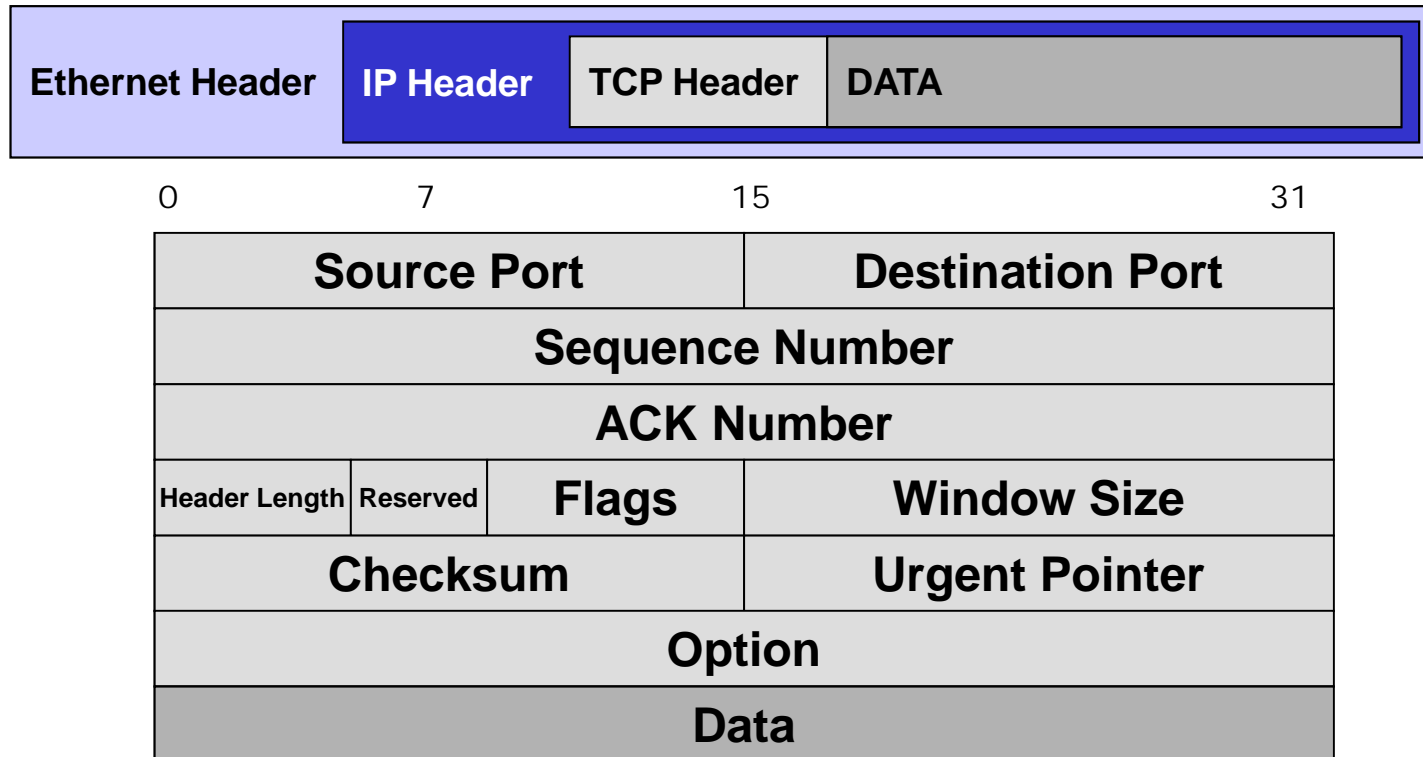 Ethernet Header IP Header TCP Header DATA
0 7 15 31
Source Port Destination Port
Sequence Number
ACK Number
Header Length Reserved Flags Window Size
Checksum Urgent Pointer
Option
Data